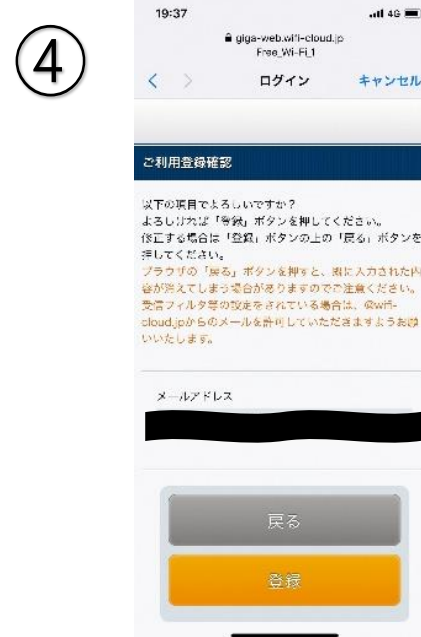 ④
19:37
4G
giga-web.wifi-cloud.jp
Free_Wi-Fi_1
ログイン
キャンセル
ご利用登録確認
以下の項目でよろしいですか?
よろしければ「登録」ボタンを押してください。
修正する場合は「登録」ボタンの上の「戻る」ボタンを
押してください。
ブラウザの「戻る」ボタンを押すと、既に入力された内
容が消えてしまう場合がありますのでご注意ください。
受信フィルタ等の設定をされている場合は、@wifi-
cloud.jpからのメールを許可していただきますようお願
いいたします。
メールアドレス
戻る
登録